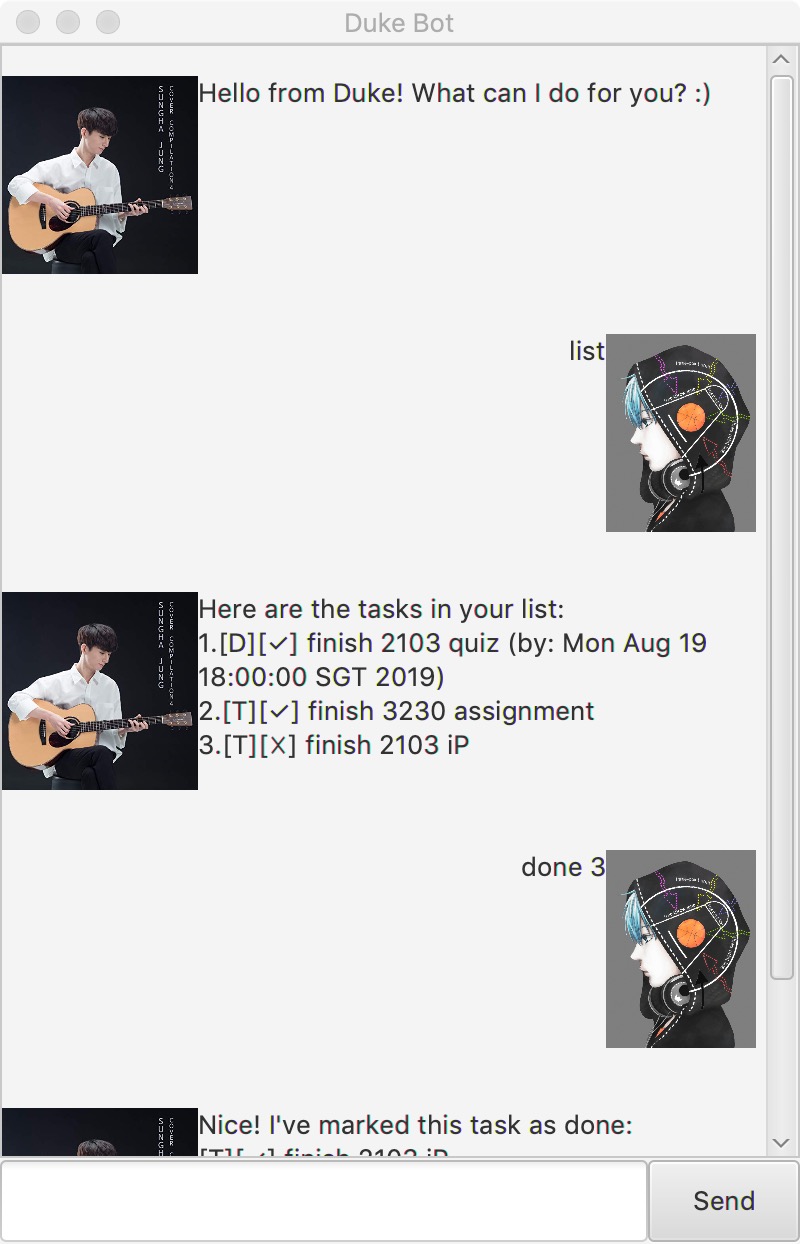 Duke Bot
SUNGHA JUNG
COVER COMPILATION 4
Hello from Duke! What can I do for you? :)
list
SUNGHA JUNG
COVER COMPILATION 4
Here are the tasks in your list:
1.[D][✓] finish 2103 quiz (by: Mon Aug 19
18:00:00 SGT 2019)
2.[T][✓] finish 3230 assignment
3.[T][X] finish 2103 iP
done 3
Nice! I've marked this task as done:
[T][✓] finish 2103 iP
Send